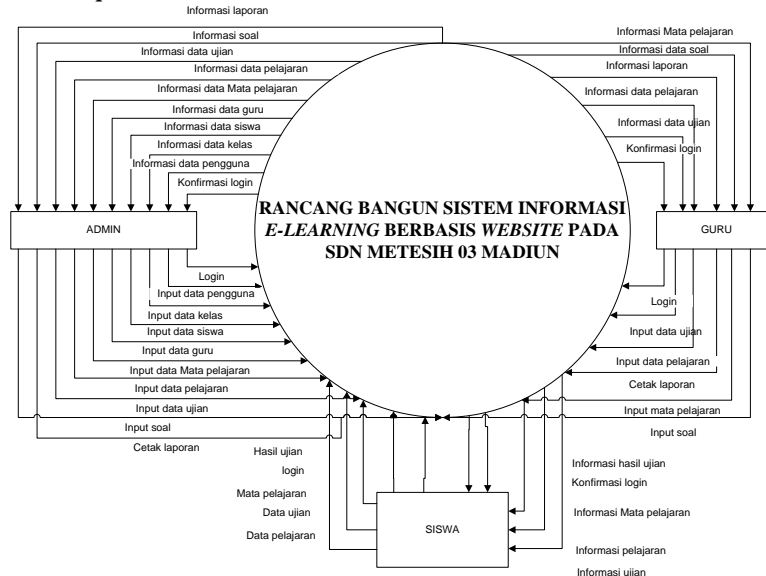 Informasi laporan
Informasi soal
Informasi data ujian
Informasi data pelajaran
Informasi data Mata pelajaran
Informasi data guru
Informasi data siswa
Informasi data kelas
Informasi data pengguna
Konfirmasi login
Informasi Mata pelajaran
Informasi data soal
Informasi laporan
Informasi data pelajaran
Informasi data ujian
Konfirmasi login
ADMIN
RANCANG BANGUN SISTEM INFORMASI
E-LEARNING BERBASIS WEBSITE PADA
SDN METESIH 03 MADIUN
GURU
Login
Input data pengguna
Input data kelas
Input data siswa
Input data guru
Input data Mata pelajaran
Input data pelajaran
Input data ujian
Input soal
Cetak laporan
Login
Input data ujian
Input data pelajaran
Cetak laporan
Input mata pelajaran
Input soal
Hasil ujian
login
Mata pelajaran
Data ujian
Data pelajaran
SISWA
Informasi hasil ujian
Konfirmasi login
Informasi Mata pelajaran
Informasi pelajaran
Informasi ujian